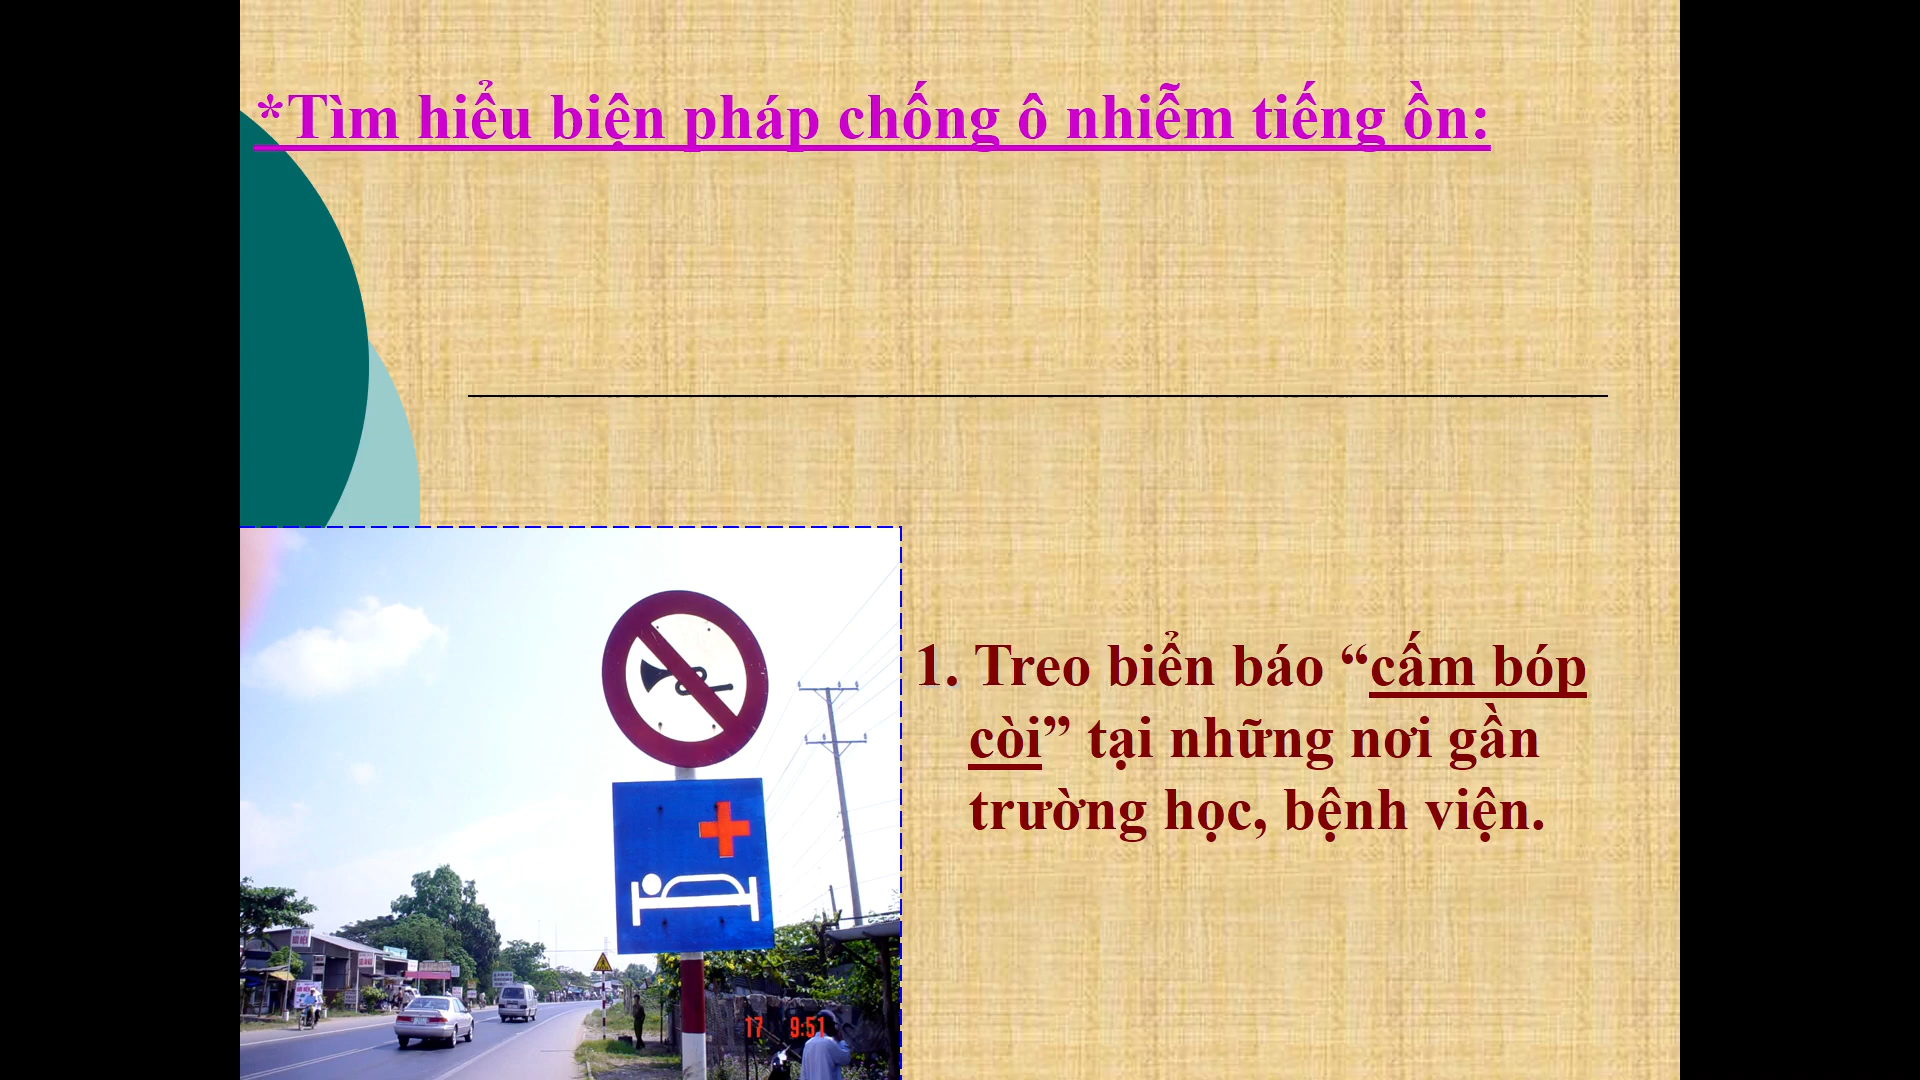 *Tìm hiểu biện pháp chống ô nhiễm tiếng ồn:
1. Treo biển báo “cấm bóp
còi” tại những nơi gần
trường học, bệnh viện.
17 9:51